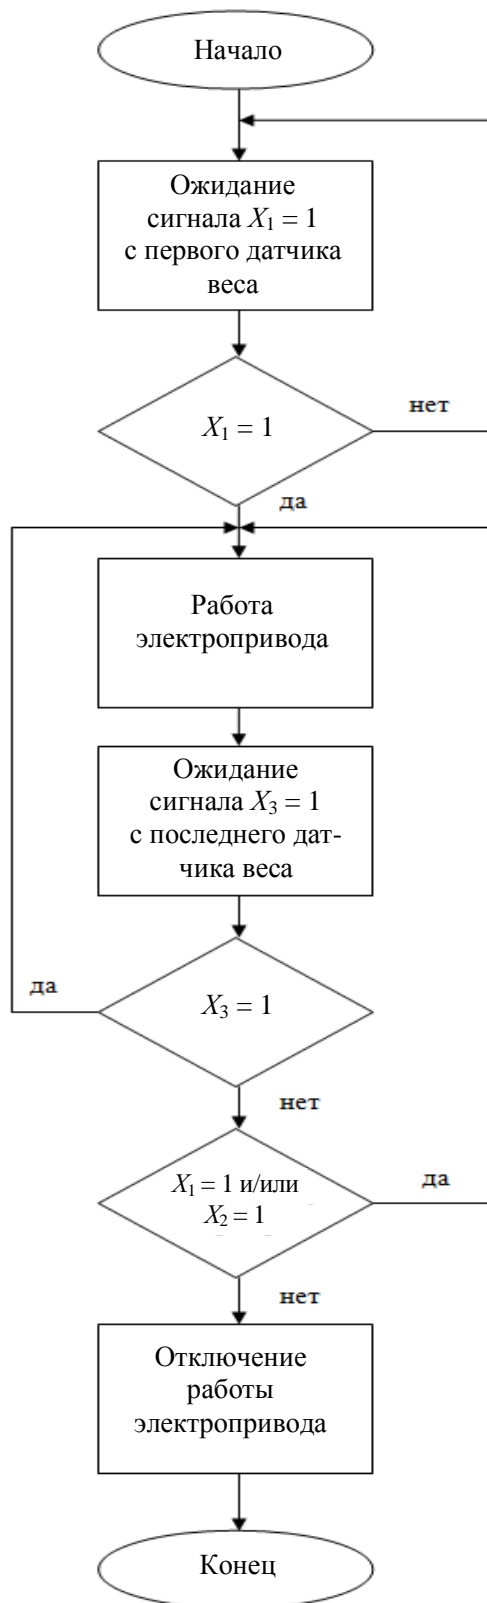 Начало
Ожидание
сигнала X₁ = 1
с первого датчика
веса
X₁ = 1
нет
да
Работа
электропривода
Ожидание
сигнала X₃ = 1
с последнего дат-
чика веса
да
X₃ = 1
нет
X₁ = 1 и/или
X₂ = 1
да
нет
Отключение
работы
электропривода
Конец